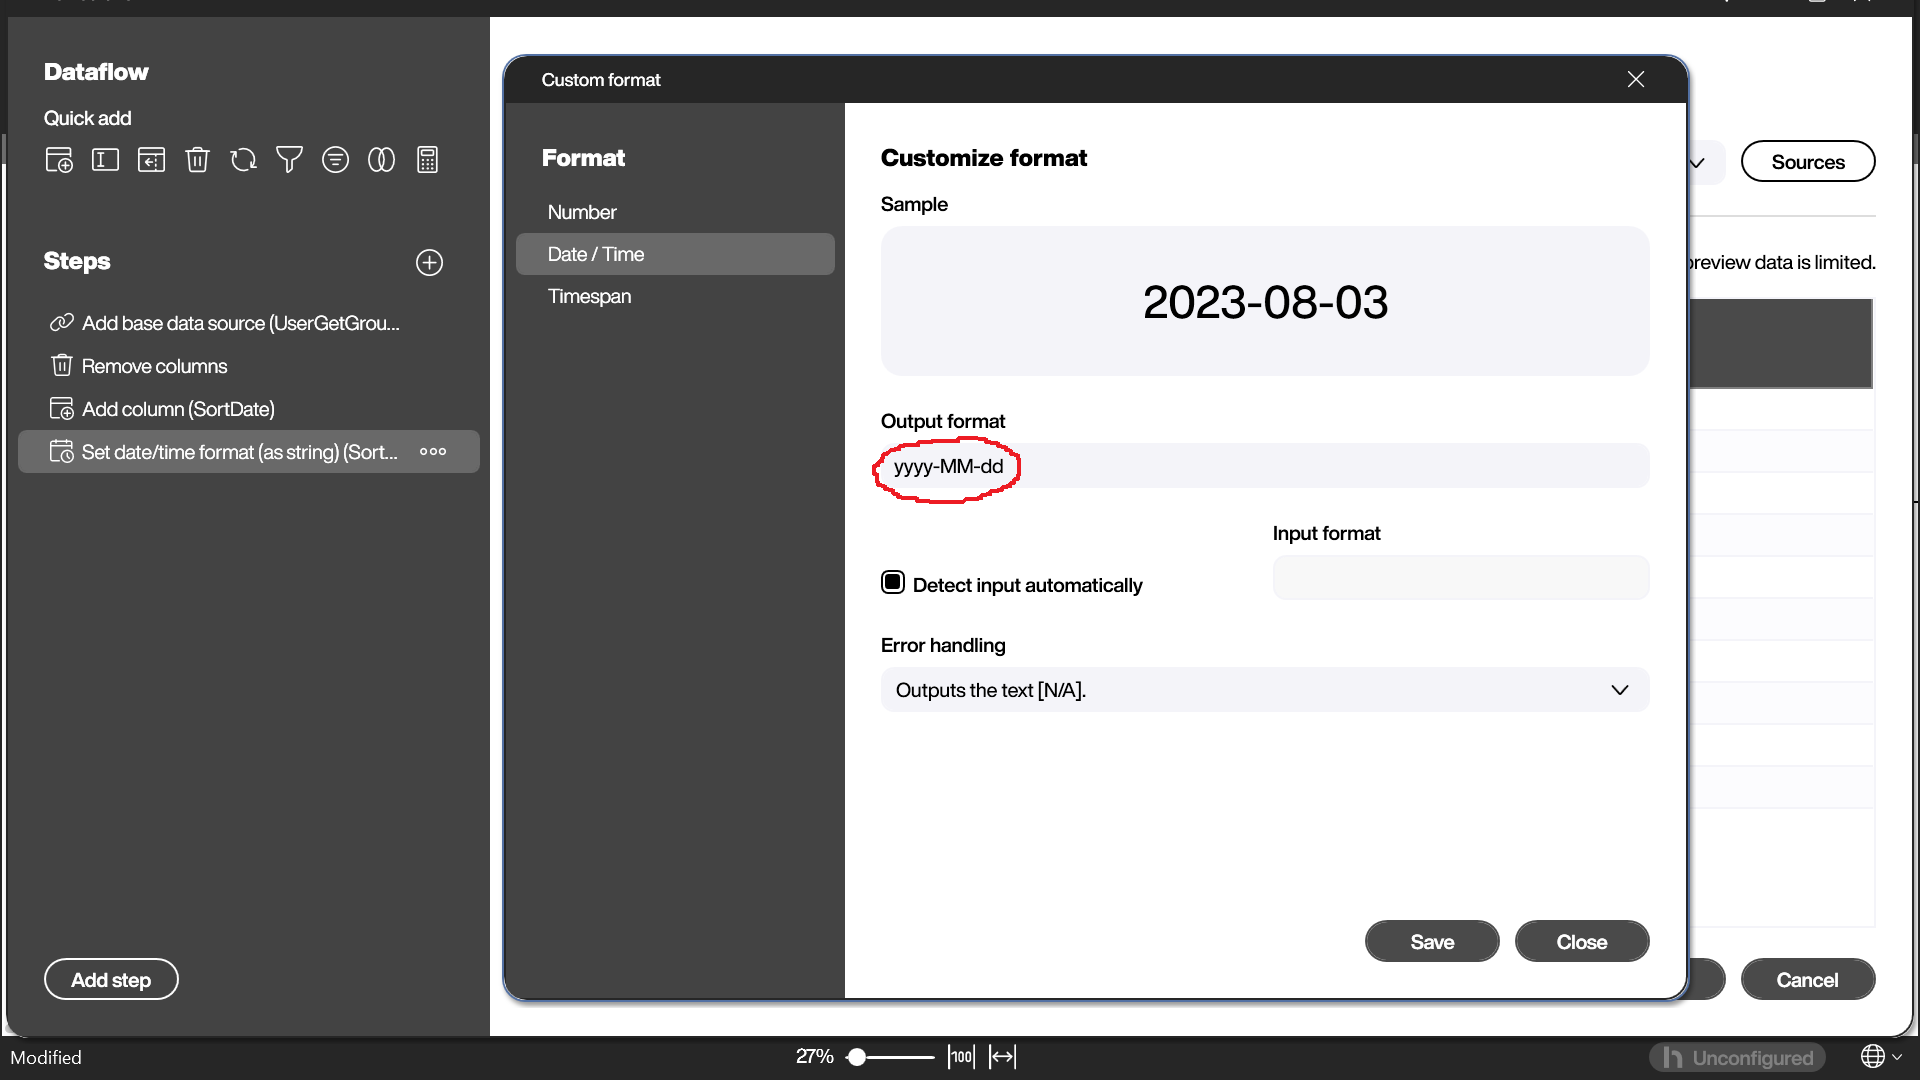 Dataflow
Quick add
Steps
Add base data source (UserGetGrou...
Remove columns
Add column (SortDate)
Set date/time format (as string) (Sort...
Add step
Custom format
Format
Number
Date / Time
Timespan
Customize format
Sample
2023-08-03
Output format
yyyy-MM-dd
Input format
Detect input automatically
Error handling
Outputs the text [N/A].
Save
Close
Sources
preview data is limited.
Cancel
Modified
27%
100
Unconfigured